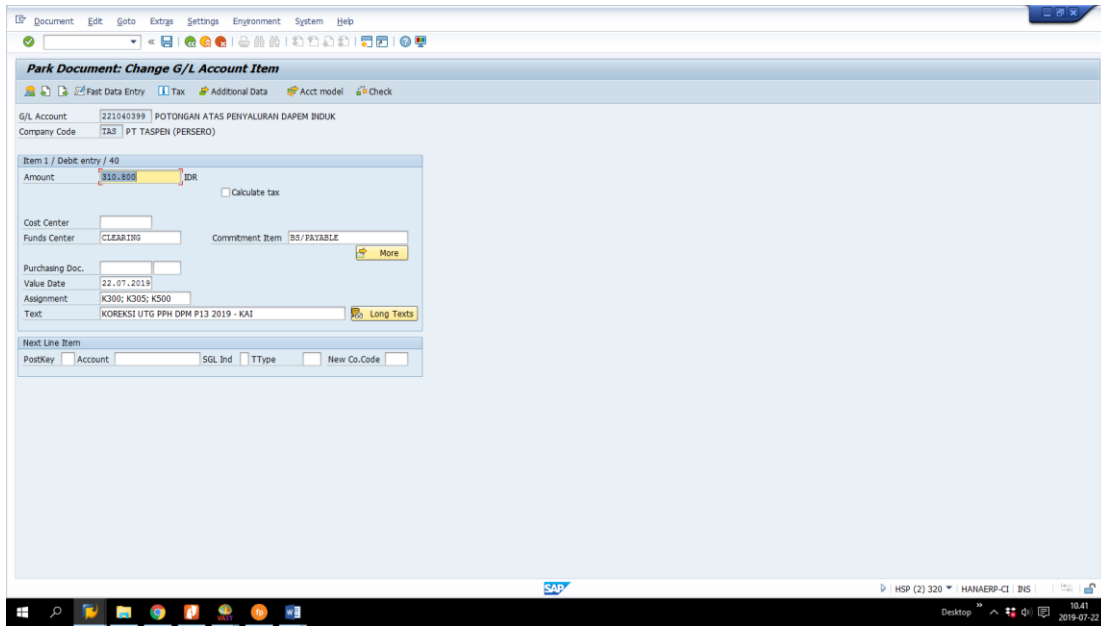 Document Edit Goto Extras Settings Environment System Help
Park Document: Change G/L Account Item
Fast Data Entry Tax Additional Data Acct model Check
G/L Account 221040399 POTONGAN ATAS PENYALURAN DAPEM INDUK
Company Code TAS PT TASPEN (PERSERO)
Item 1 / Debit entry / 40
Amount 310.800 IDR
Calculate tax
Cost Center
Funds Center CLEARING Commitment Item BS/PAYABLE
More
Purchasing Doc.
Value Date 22.07.2019
Assignment K300; K305; K500
Text KOREKSI UTG PPH DPM P13 2019 - KAI Long Texts
Next Line Item
PostKey Account SGL Ind TType New Co.Code
SAP HSP (2) 320 HANAERP-CI INS
Desktop 10.41
2019-07-22